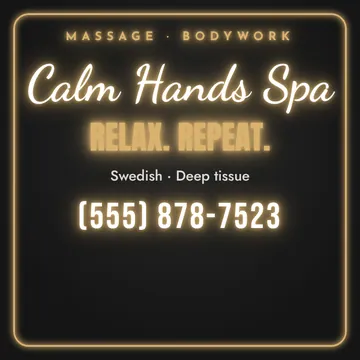 MASSAGE · BODYWORK
Calm Hands Spa
RELAX. REPEAT.
Swedish · Deep tissue
(555) 878-7523